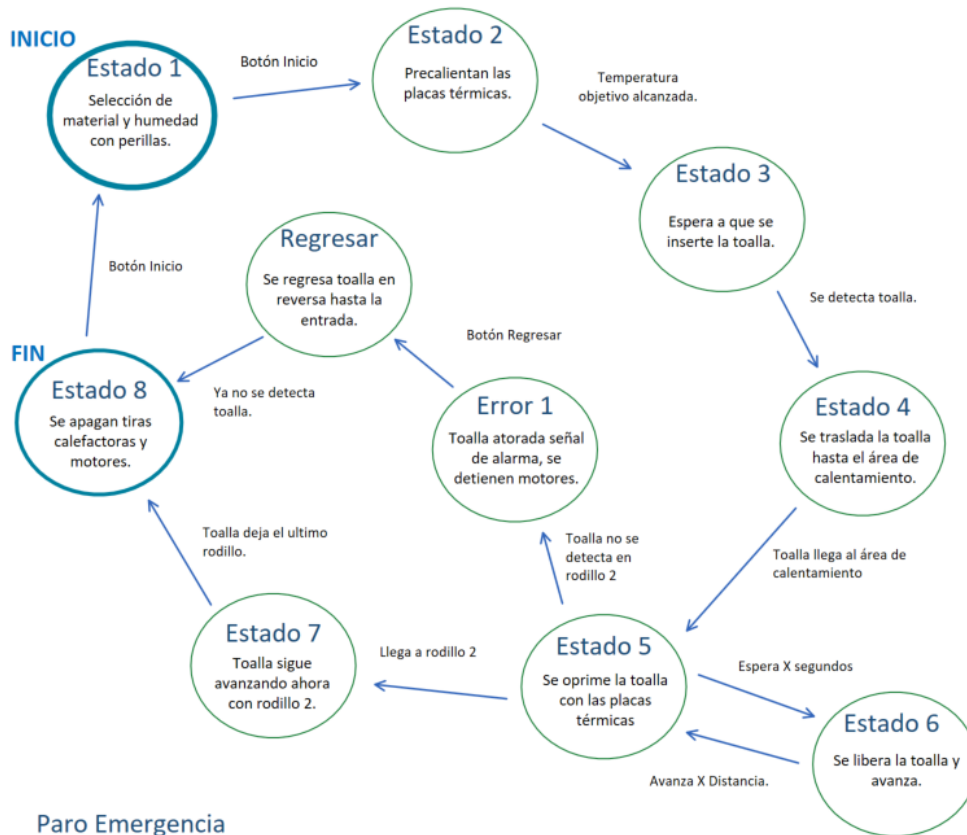 INICIO
Estado 1
Selección de
material y humedad
con perillas.
Botón Inicio
Estado 2
Precalientan las
placas térmicas.
Temperatura
objetivo alcanzada.
Estado 3
Espera a que se
inserte la toalla.
Se detecta toalla.
Estado 4
Se traslada la toalla
hasta el área de
calentamiento.
Toalla llega al área de
calentamiento
Estado 5
Se oprime la toalla
con las placas
térmicas
Espera X segundos
Estado 6
Se libera la toalla y
avanza.
Avanza X Distancia.
Toalla no se
detecta en
rodillo 2
Error 1
Toalla atorada señal
de alarma, se
detienen motores.
Botón Regresar
Regresar
Se regresa toalla en
reversa hasta la
entrada.
Ya no se detecta
toalla.
Llega a rodillo 2
Estado 7
Toalla sigue
avanzando ahora
con rodillo 2.
Toalla deja el ultimo
rodillo.
FIN
Estado 8
Se apagan tiras
calefactoras y
motores.
Botón Inicio
Paro Emergencia